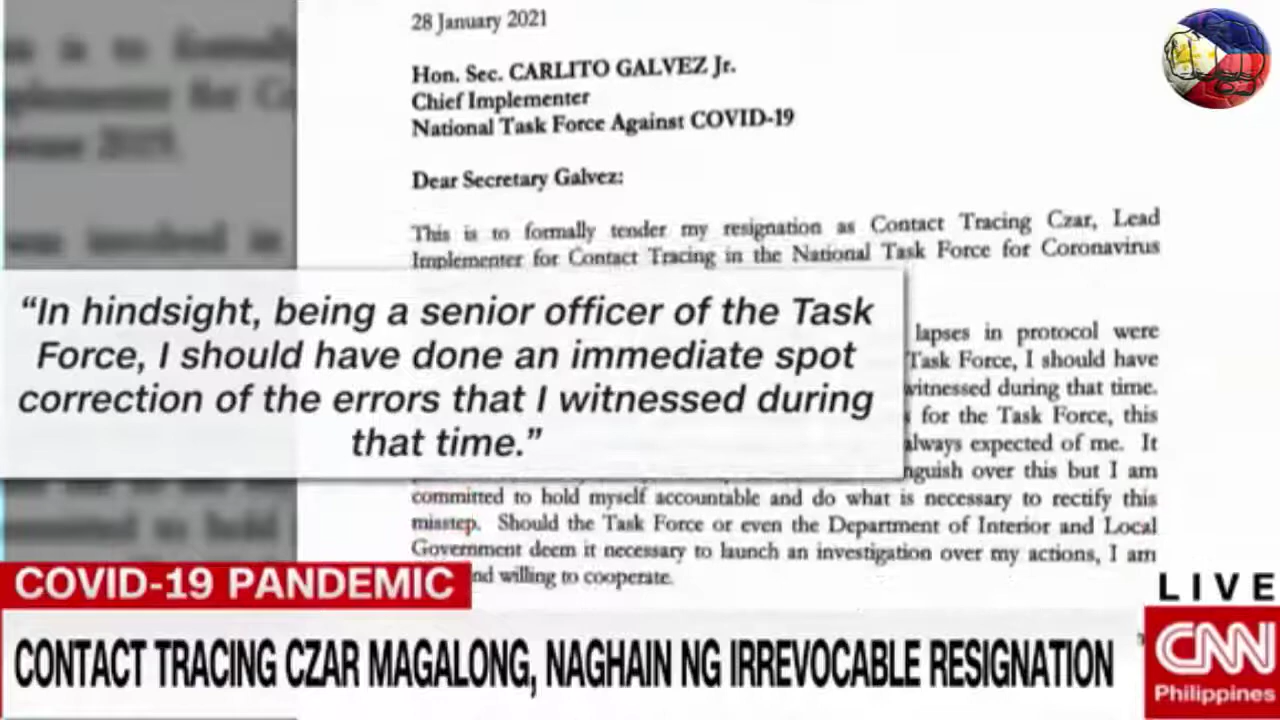 28 January 2021
Hon. Sec. CARLITO GALVEZ Jr.
Chief Implementer
National Task Force Against COVID-19
Dear Secretary Galvez:
This is to formally tender my resignation as Contact Tracing Czar, Lead
Implementer for Contact Tracing in the National Task Force for Coronavirus
lapses in protocol were
Task Force, I should have
witnessed during that time.
for the Task Force, this
always expected of me. It
over this but I am
committed to hold myself accountable and do what is necessary to rectify this
misstep. Should the Task Force or even the Department of Interior and Local
Government deem it necessary to launch an investigation over my actions, I am
willing to cooperate.
“In hindsight, being a senior officer of the Task
Force, I should have done an immediate spot
correction of the errors that I witnessed during
that time.”
COVID-19 PANDEMIC
CONTACT TRACING CZAR MAGALONG, NAGHAIN NG IRREVOCABLE RESIGNATION
LIVE
CNN
Philippines